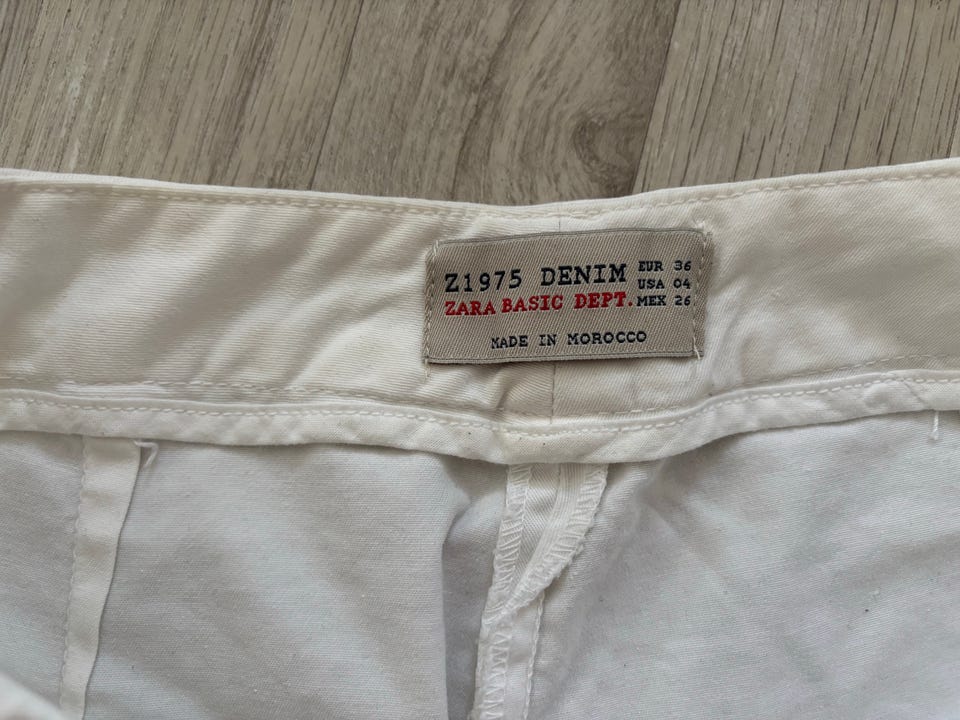 Z1975 DENIM
ZARA BASIC DEPT.
EUR 36
USA 04
MEX 26
MADE IN MOROCCO